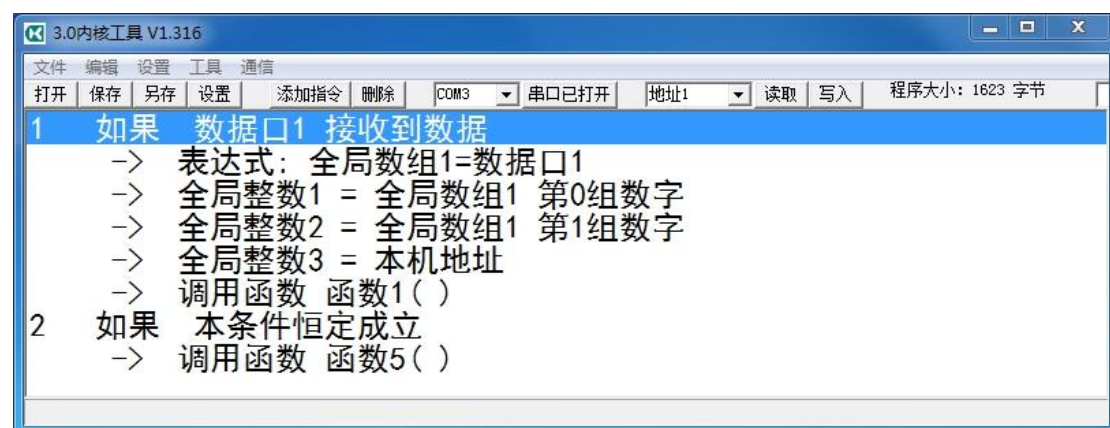 3.0内核工具 V1.316
文件 编辑 设置 工具 通信
打开 保存 另存 设置 添加指令 删除 COM3 串口已打开 地址1 读取 写入 程序大小: 1623 字节
1 如果 数据口1 接收到数据
-> 表达式: 全局数组1=数据口1
-> 全局整数1 = 全局数组1 第0组数字
-> 全局整数2 = 全局数组1 第1组数字
-> 全局整数3 = 本机地址
-> 调用函数 函数1( )
2 如果 本条件恒定成立
-> 调用函数 函数5( )